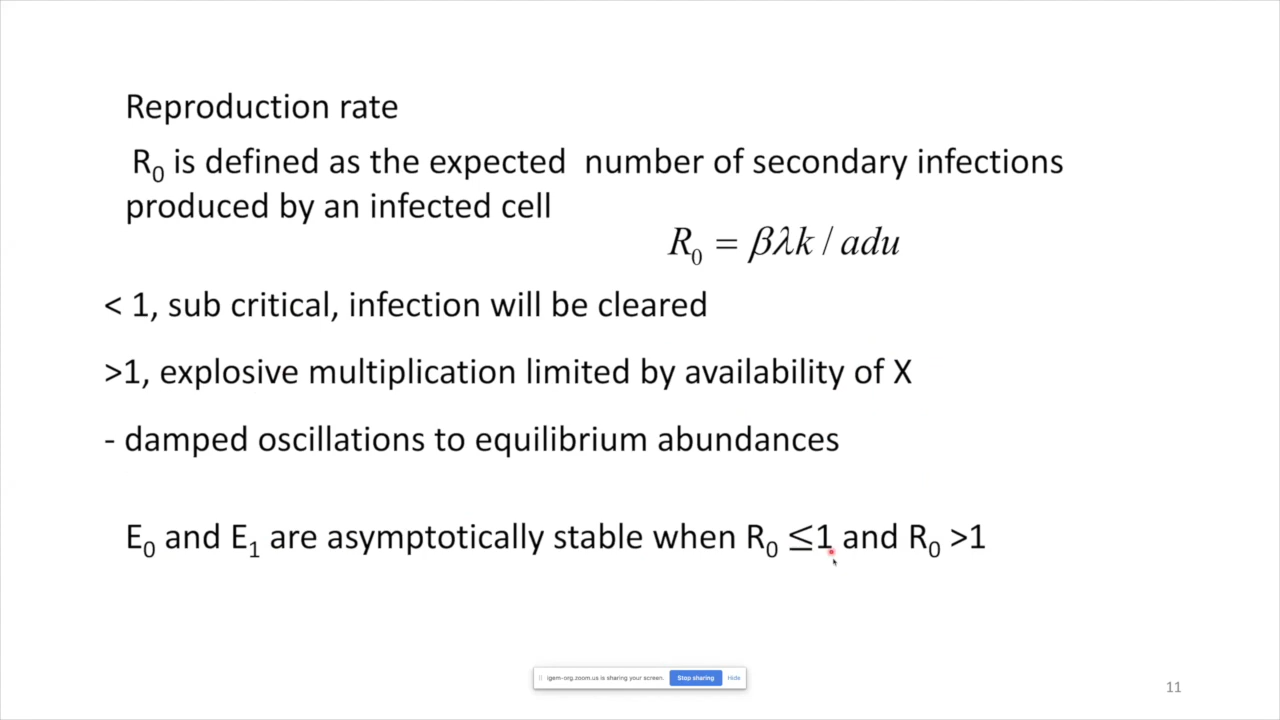 Reproduction rate
R₀ is defined as the expected number of secondary infections
produced by an infected cell
R₀ = βλk / adu
< 1, sub critical, infection will be cleared
>1, explosive multiplication limited by availability of X
- damped oscillations to equilibrium abundances
E₀ and E₁ are asymptotically stable when R₀ ≤1 and R₀ >1
igem-org.zoom.us is sharing your screen. Stop sharing Hide
11